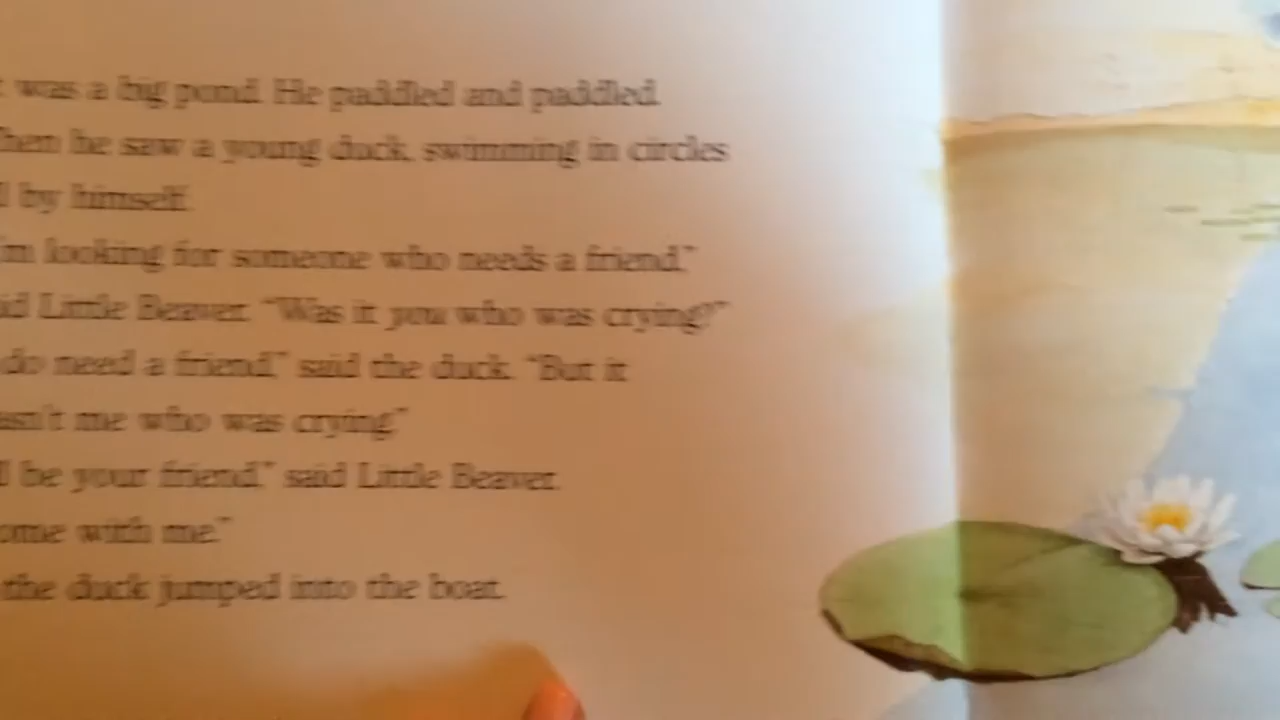 was a big pond. He paddled and paddled.
hen he saw a young duck, swimming in circles
l by himself.
'm looking for someone who needs a friend,"
id Little Beaver. "Was it you who was crying?"
do need a friend," said the duck. "But it
asn't me who was crying."
ll be your friend," said Little Beaver.
ome with me."
the duck jumped into the boat.